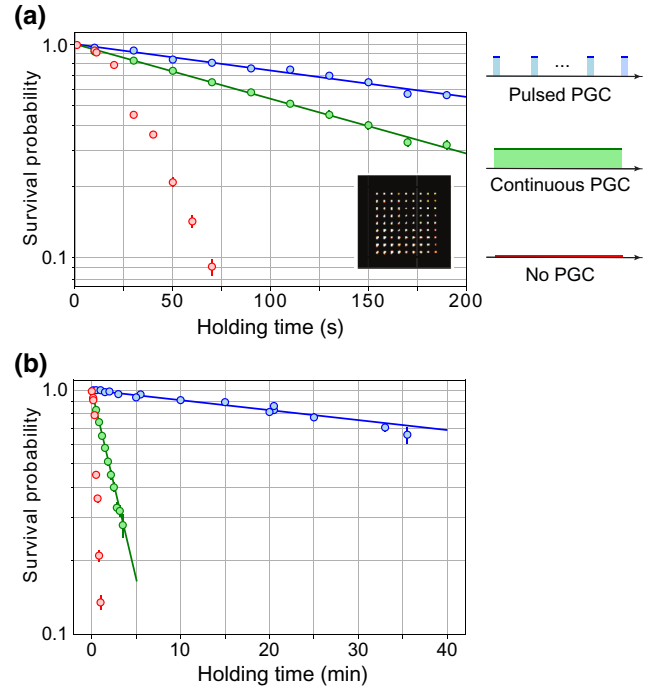 (a)
1.0
0.1
Survival probability
0
50
100
150
200
Holding time (s)
...
Pulsed PGC
Continuous PGC
No PGC
(b)
1.0
0.1
Survival probability
0
10
20
30
40
Holding time (min)